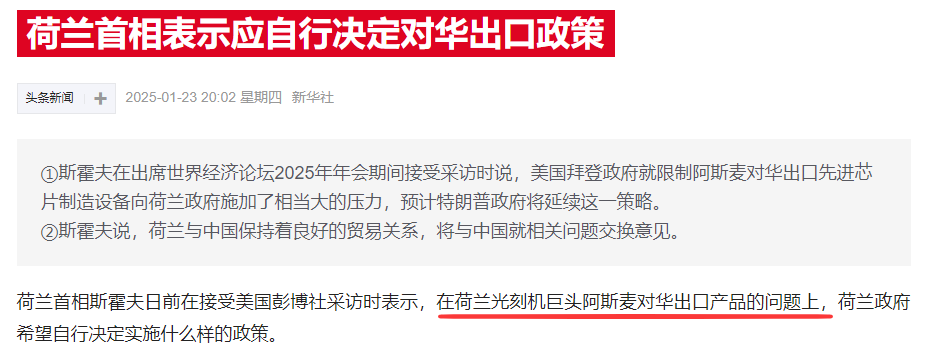 荷兰首相表示应自行决定对华出口政策
头条新闻 + 2025-01-23 20:02 星期四 新华社
①斯霍夫在出席世界经济论坛2025年年会期间接受采访时说，美国拜登政府就限制阿斯麦对华出口先进芯
片制造设备向荷兰政府施加了相当大的压力，预计特朗普政府将延续这一策略。
②斯霍夫说，荷兰与中国保持着良好的贸易关系，将与中国就相关问题交换意见。
荷兰首相斯霍夫日前在接受美国彭博社采访时表示，在荷兰光刻机巨头阿斯麦对华出口产品的问题上，荷兰政府
希望自行决定实施什么样的政策。